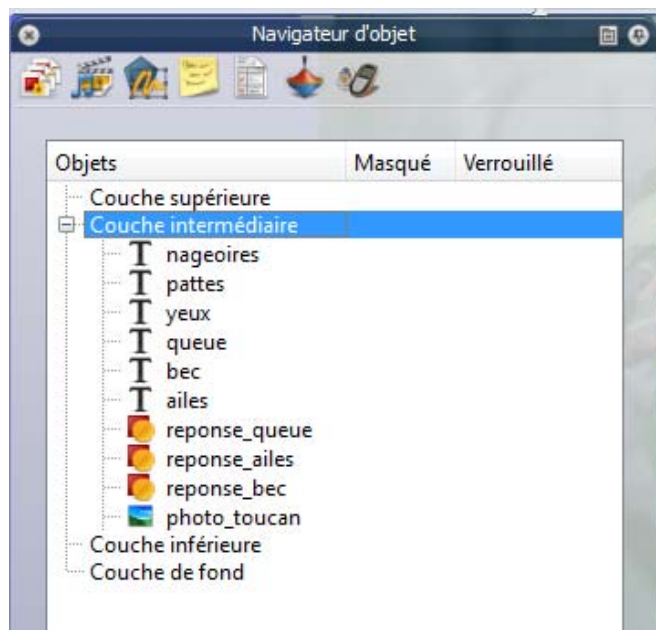 Navigateur d'objet
Objets Masqué Verrouillé
Couche supérieure
Couche intermédiaire
T nageoires
T pattes
T yeux
T queue
T bec
T ailes
reponse_queue
reponse_ailes
reponse_bec
photo_toucan
Couche inférieure
Couche de fond